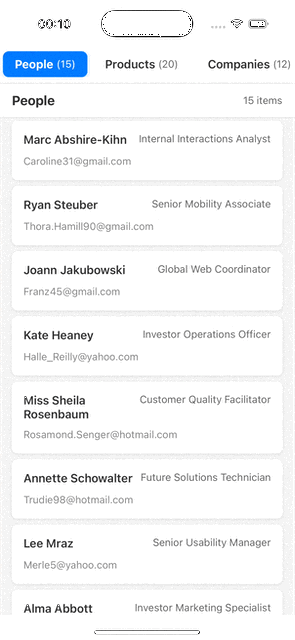 00:10
People (15) Products (20) Companies (12)
People 15 items
Marc Abshire-Kihn Internal Interactions Analyst
Caroline31@gmail.com
Ryan Steuber Senior Mobility Associate
Thora.Hamill90@gmail.com
Joann Jakubowski Global Web Coordinator
Franz45@gmail.com
Kate Heaney Investor Operations Officer
Halle_Reilly@yahoo.com
Miss Sheila Customer Quality Facilitator
Rosenbaum
Rosamond.Senger@hotmail.com
Annette Schowalter Future Solutions Technician
Trudie98@hotmail.com
Lee Mraz Senior Usability Manager
Merle5@yahoo.com
Alma Abbott Investor Marketing Specialist